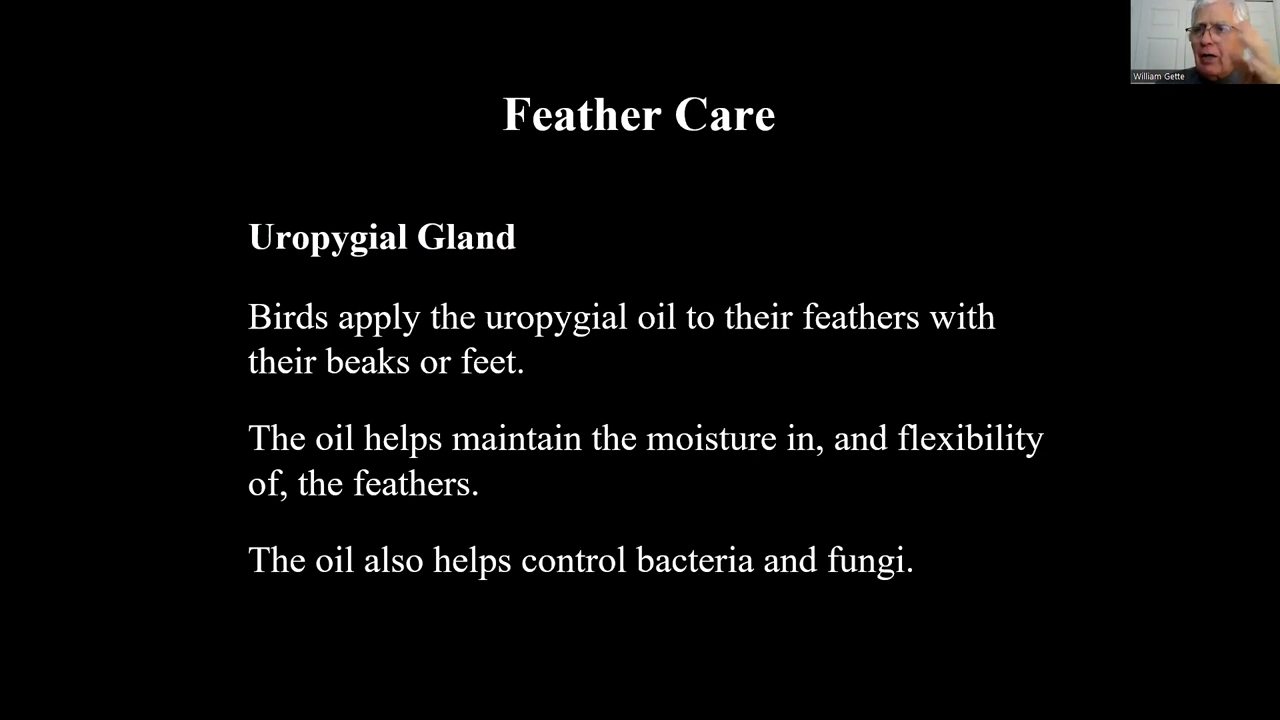 William Gette
Feather Care
Uropygial Gland
Birds apply the uropygial oil to their feathers with
their beaks or feet.
The oil helps maintain the moisture in, and flexibility
of, the feathers.
The oil also helps control bacteria and fungi.